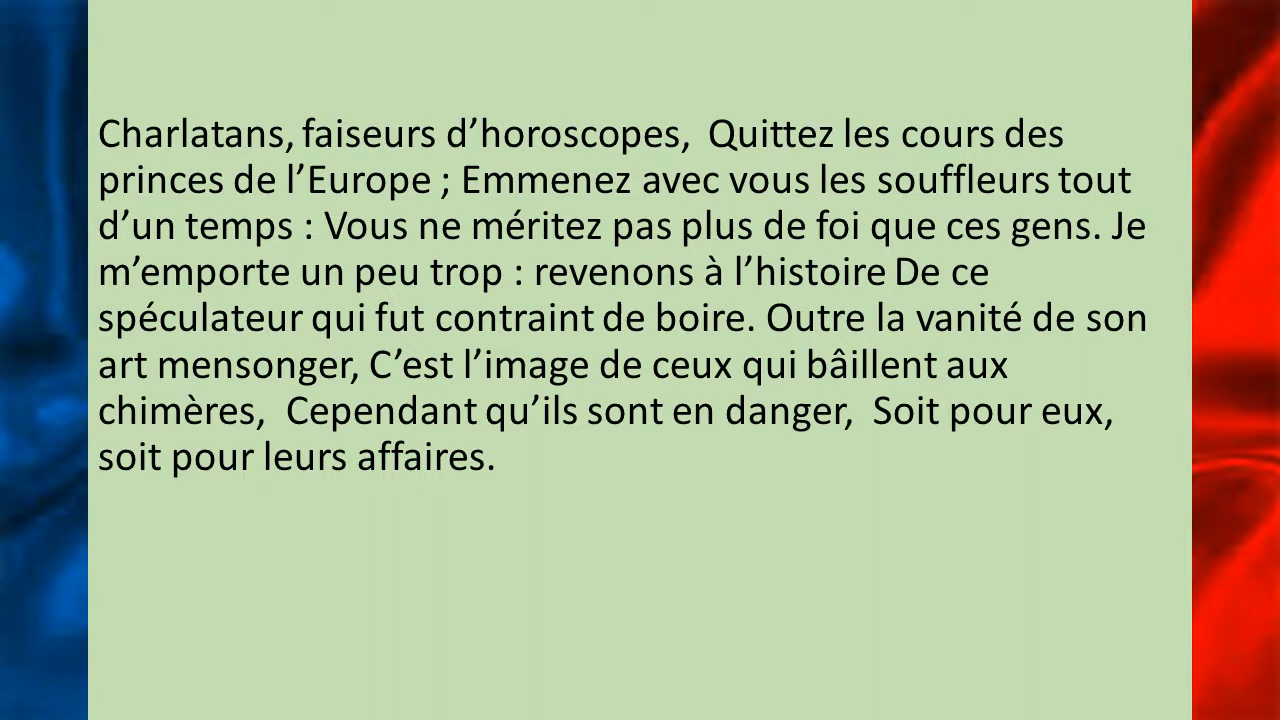 Charlatans, faiseurs d’horoscopes,  Quittez les cours des
princes de l’Europe ; Emmenez avec vous les souffleurs tout
d’un temps : Vous ne méritez pas plus de foi que ces gens. Je
m’emporte un peu trop : revenons à l’histoire De ce
spéculateur qui fut contraint de boire. Outre la vanité de son
art mensonger, C’est l’image de ceux qui bâillent aux
chimères,  Cependant qu’ils sont en danger,  Soit pour eux,
soit pour leurs affaires.